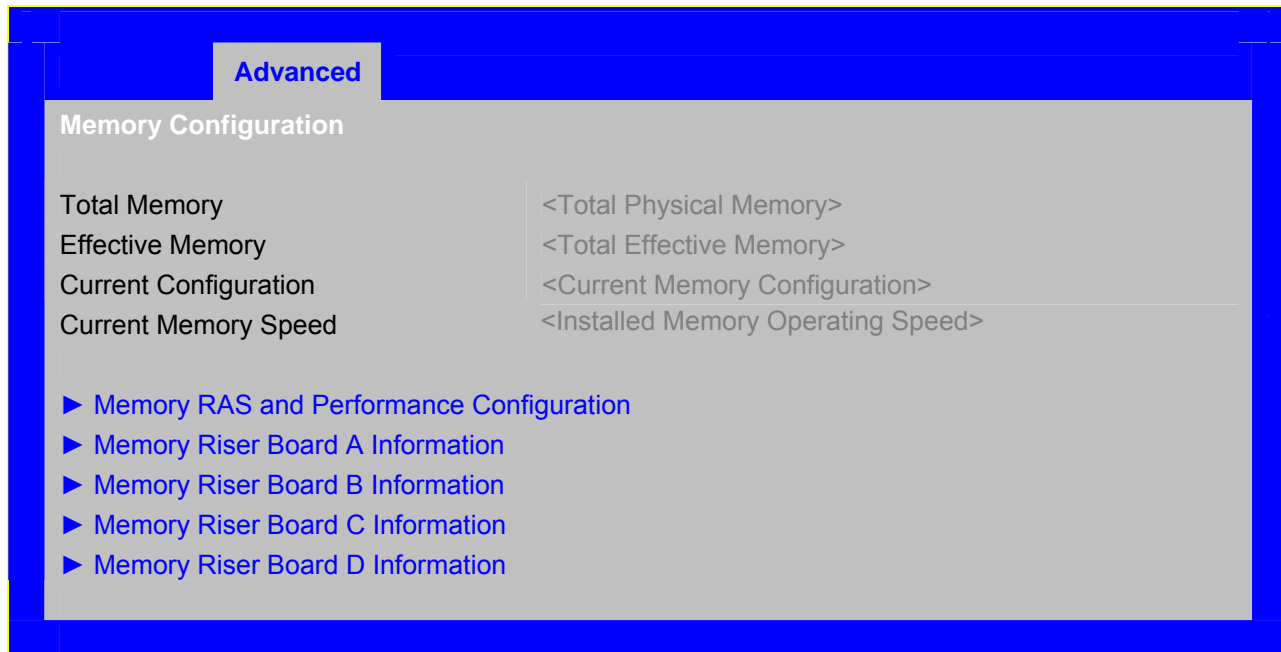 Advanced
Memory Configuration
Total Memory <Total Physical Memory>
Effective Memory <Total Effective Memory>
Current Configuration <Current Memory Configuration>
Current Memory Speed <Installed Memory Operating Speed>
► Memory RAS and Performance Configuration
► Memory Riser Board A Information
► Memory Riser Board B Information
► Memory Riser Board C Information
► Memory Riser Board D Information